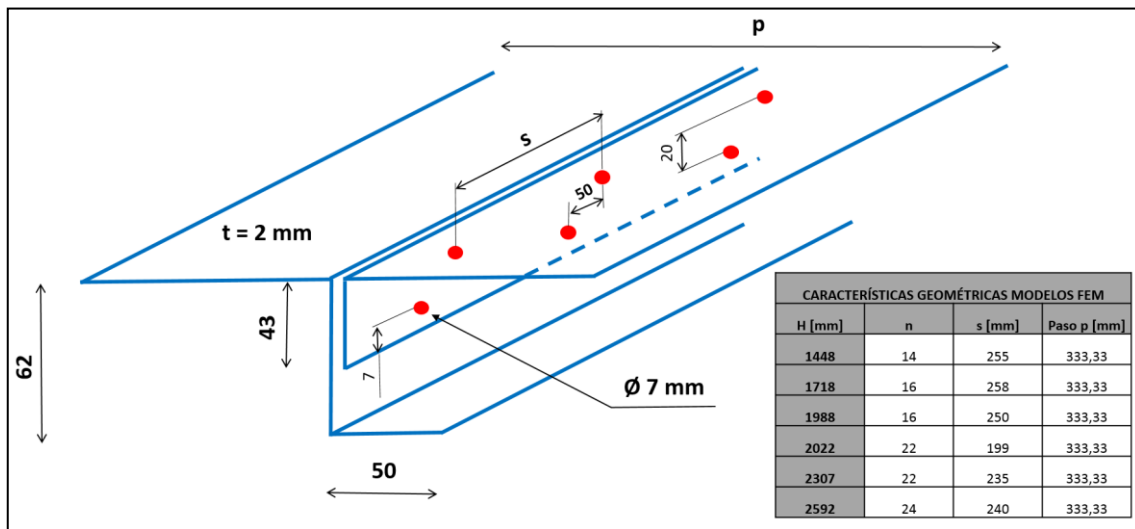 p
s
20
50
t = 2 mm
43
62
7
Ø 7 mm
50
CARACTERÍSTICAS GEOMÉTRICAS MODELOS FEM
H [mm] n s [mm] Paso p [mm]
1448 14 255 333,33
1718 16 258 333,33
1988 16 250 333,33
2022 22 199 333,33
2307 22 235 333,33
2592 24 240 333,33